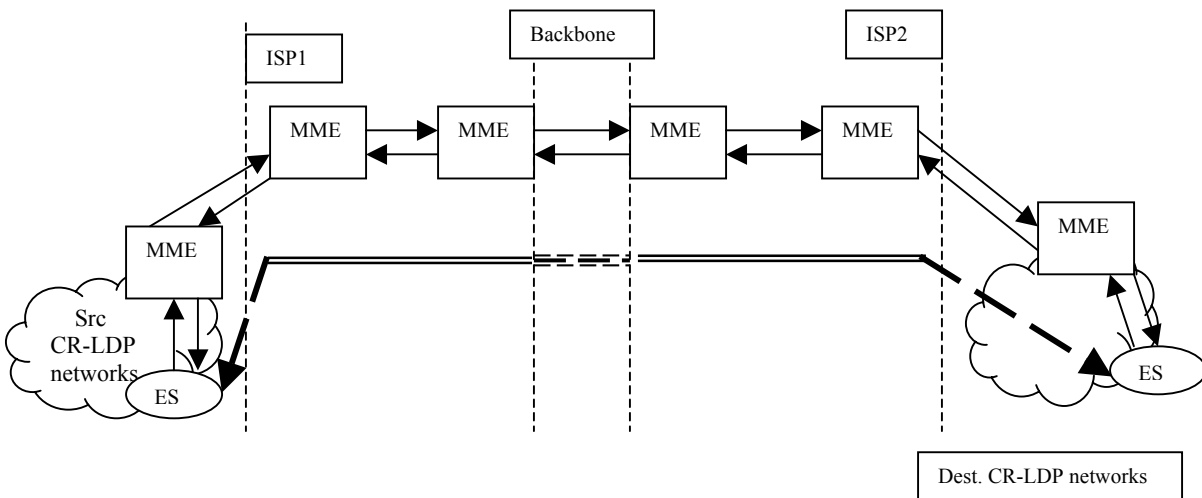 ISP1
Backbone
ISP2
MME
MME
MME
MME
MME
MME
Src
CR-LDP
networks
ES
ES
Dest. CR-LDP networks